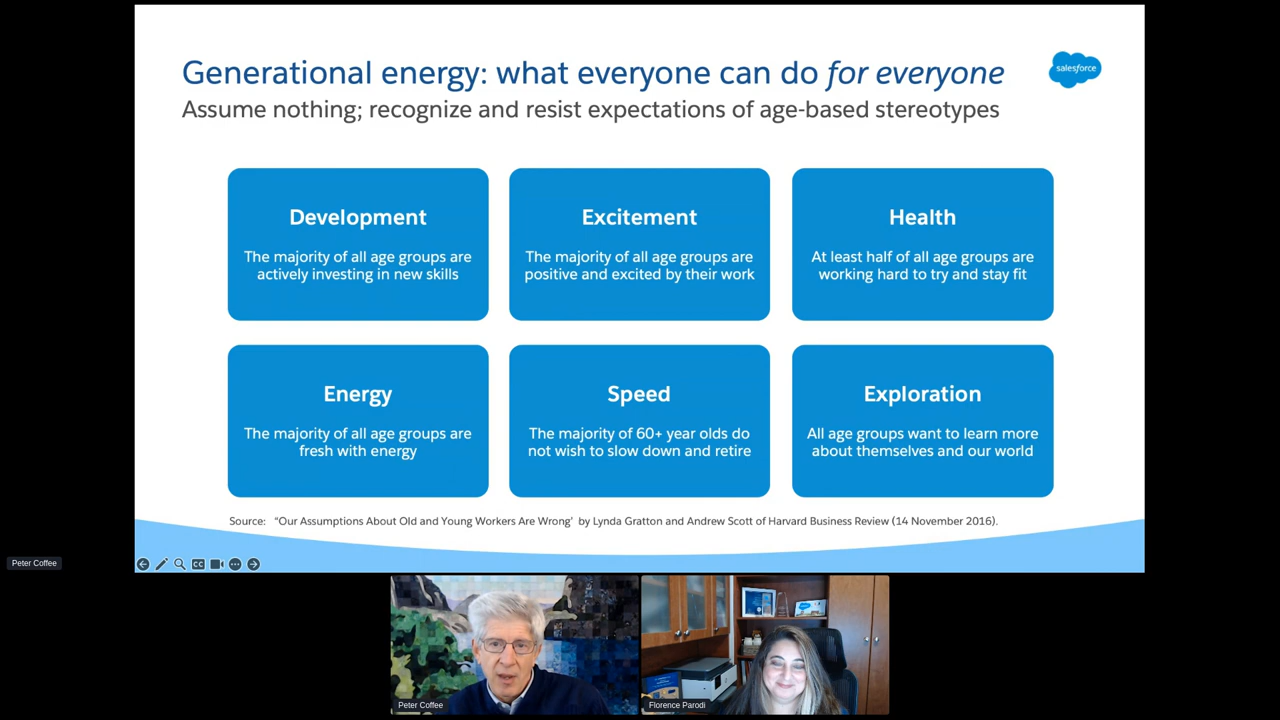 Generational energy: what everyone can do for everyone
salesforce
Assume nothing; recognize and resist expectations of age-based stereotypes
Development
The majority of all age groups are
actively investing in new skills
Excitement
The majority of all age groups are
positive and excited by their work
Health
At least half of all age groups are
working hard to try and stay fit
Energy
The majority of all age groups are
fresh with energy
Speed
The majority of 60+ year olds do
not wish to slow down and retire
Exploration
All age groups want to learn more
about themselves and our world
Source: "Our Assumptions About Old and Young Workers Are Wrong' by Lynda Gratton and Andrew Scott of Harvard Business Review (14 November 2016).
CC
Peter Coffee
Peter Coffee
Florence Parodi